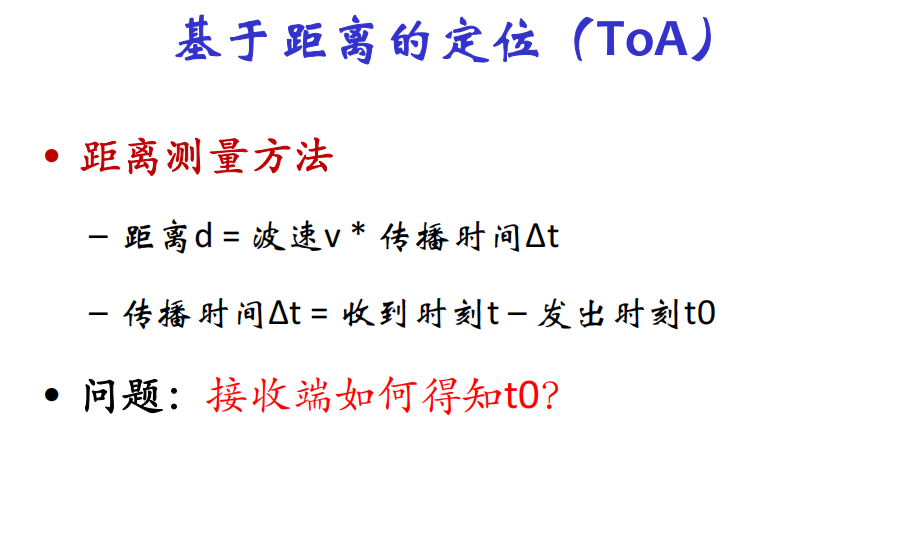 基于距离的定位（ToA）
• 距离测量方法
– 距离d = 波速v * 传播时间Δt
– 传播时间Δt = 收到时刻t – 发出时刻t0
• 问题：接收端如何得知t0？